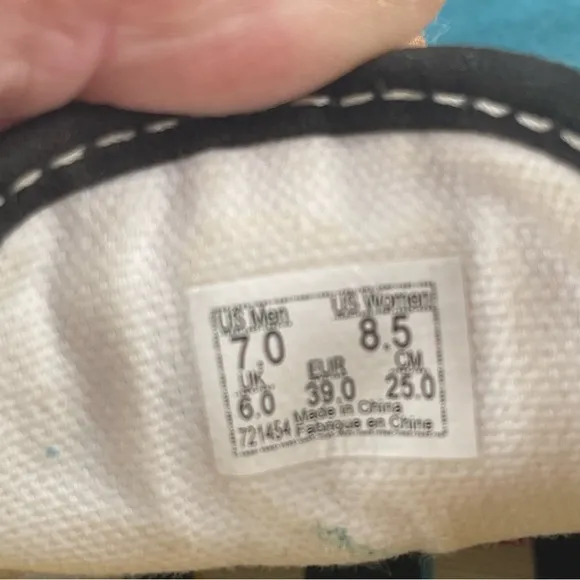 US Men US Women
7.0 8.5
UK EUR CM
6.0 39.0 25.0
Made in China
721454 Fabrique en Chine